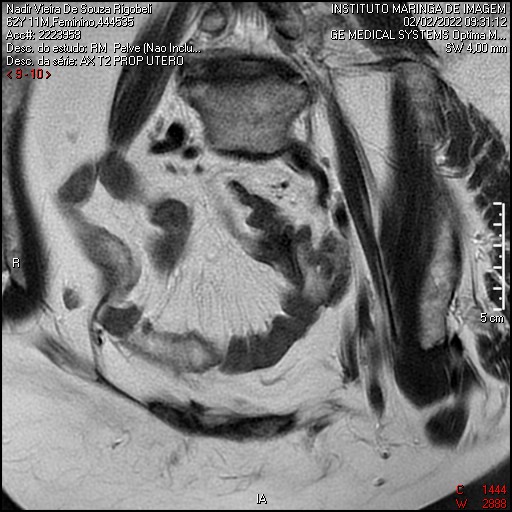 Nadir Vieira De Souza Rigobeli
62Y 11M,Feminino,444535
Acc#: 2223953
Desc. do estudo: RM Pelve (Nao Inclu...
Desc. da série: AX T2 PROP UTERO
< 9 - 10 >
INSTITUTO MARINGA DE IMAGEM
02/02/2022 09:31:12
GE MEDICAL SYSTEMS Optima M...
SW 4,00 mm
R
5 cm
IA
C 1444
W 2888